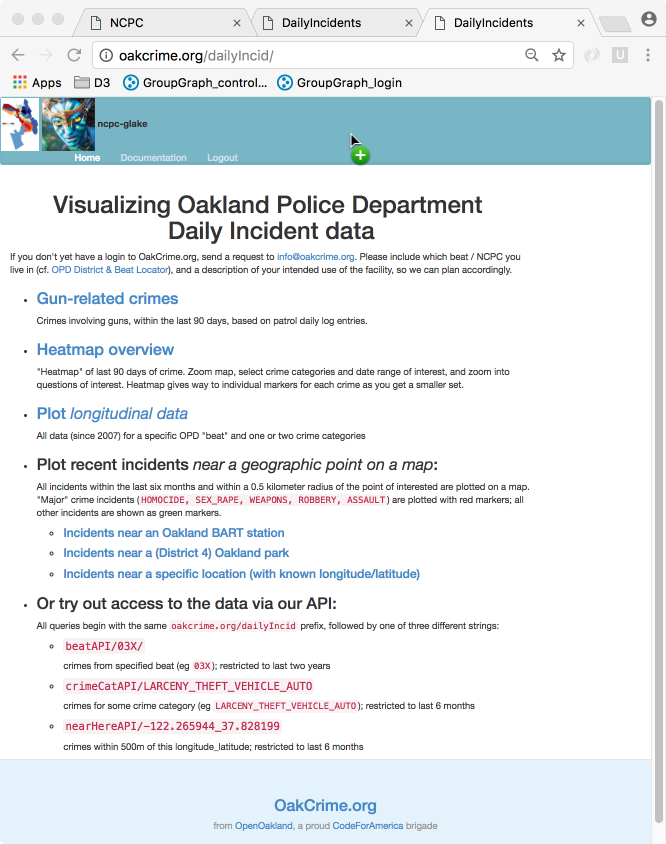 NCPC
DailyIncidents
DailyIncidents
oakcrime.org/dailyIncid/
Apps
D3
GroupGraph_control...
GroupGraph_login
ncpc-glake
Home Documentation Logout
Visualizing Oakland Police Department
Daily Incident data
If you don't yet have a login to OakCrime.org, send a request to info@oakcrime.org. Please include which beat / NCPC you
live in (cf. OPD District & Beat Locator), and a description of your intended use of the facility, so we can plan accordingly.
• Gun-related crimes
Crimes involving guns, within the last 90 days, based on patrol daily log entries.
• Heatmap overview
"Heatmap" of last 90 days of crime. Zoom map, select crime categories and date range of interest, and zoom into
questions of interest. Heatmap gives way to individual markers for each crime as you get a smaller set.
• Plot longitudinal data
All data (since 2007) for a specific OPD "beat" and one or two crime categories
• Plot recent incidents near a geographic point on a map:
All incidents within the last six months and within a 0.5 kilometer radius of the point of interested are plotted on a map.
"Major" crime incidents (HOMOCIDE, SEX_RAPE, WEAPONS, ROBBERY, ASSAULT) are plotted with red markers; all
other incidents are shown as green markers.
◦ Incidents near an Oakland BART station
◦ Incidents near a (District 4) Oakland park
◦ Incidents near a specific location (with known longitude/latitude)
• Or try out access to the data via our API:
All queries begin with the same oakcrime.org/dailyIncid prefix, followed by one of three different strings:
◦ beatAPI/03X/
crimes from specified beat (eg 03X); restricted to last two years
◦ crimeCatAPI/LARCENY_THEFT_VEHICLE_AUTO
crimes for some crime category (eg LARCENY_THEFT_VEHICLE_AUTO); restricted to last 6 months
◦ nearHereAPI/-122.265944_37.828199
crimes within 500m of this longitude_latitude; restricted to last 6 months
OakCrime.org
from OpenOakland, a proud CodeForAmerica brigade